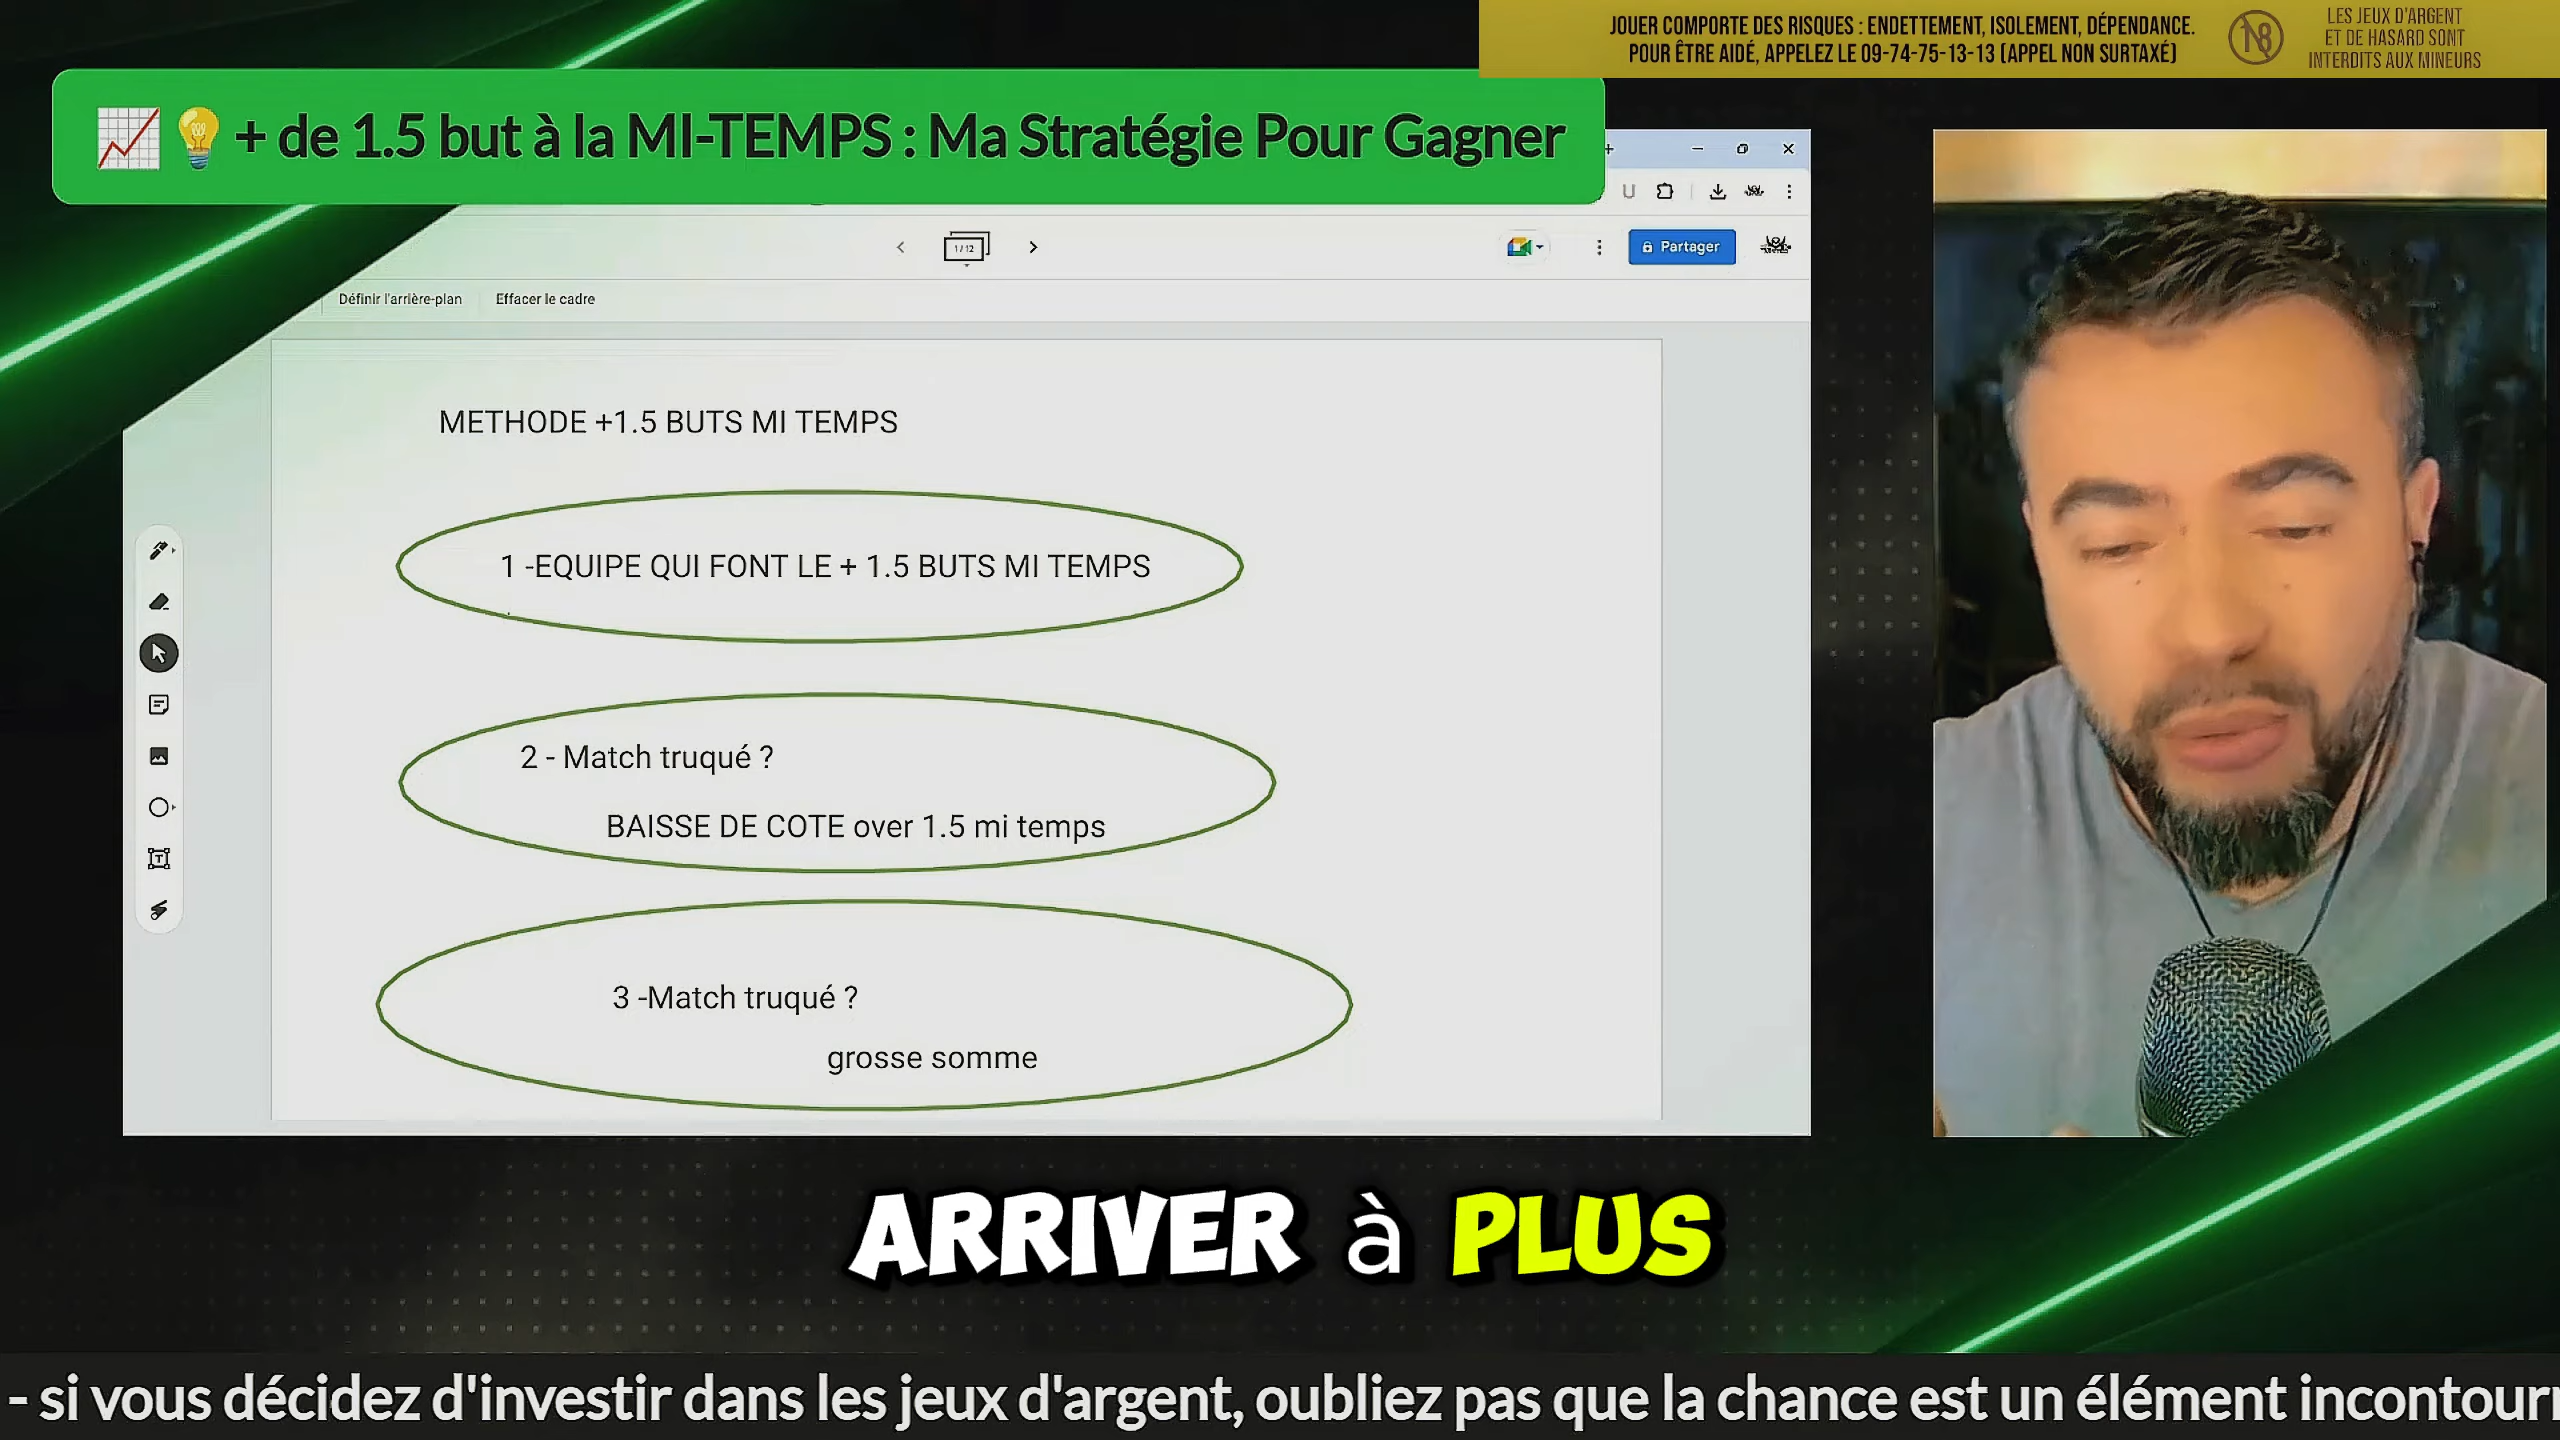 JOUER COMPORTE DES RISQUES : ENDETTEMENT, ISOLEMENT, DÉPENDANCE.
POUR ÊTRE AIDÉ, APPELEZ LE 09-74-75-13-13 (APPEL NON SURTAXÉ)
18
LES JEUX D'ARGENT
ET DE HASARD SONT
INTERDITS AUX MINEURS
+ de 1.5 but à la MI-TEMPS : Ma Stratégie Pour Gagner
1/12
Partager
Définir l'arrière-plan
Effacer le cadre
METHODE +1.5 BUTS MI TEMPS
1 -EQUIPE QUI FONT LE + 1.5 BUTS MI TEMPS
2 - Match truqué ?
BAISSE DE COTE over 1.5 mi temps
3 -Match truqué ?
grosse somme
ARRIVER à PLUS
- si vous décidez d'investir dans les jeux d'argent, oubliez pas que la chance est un élément incontourn